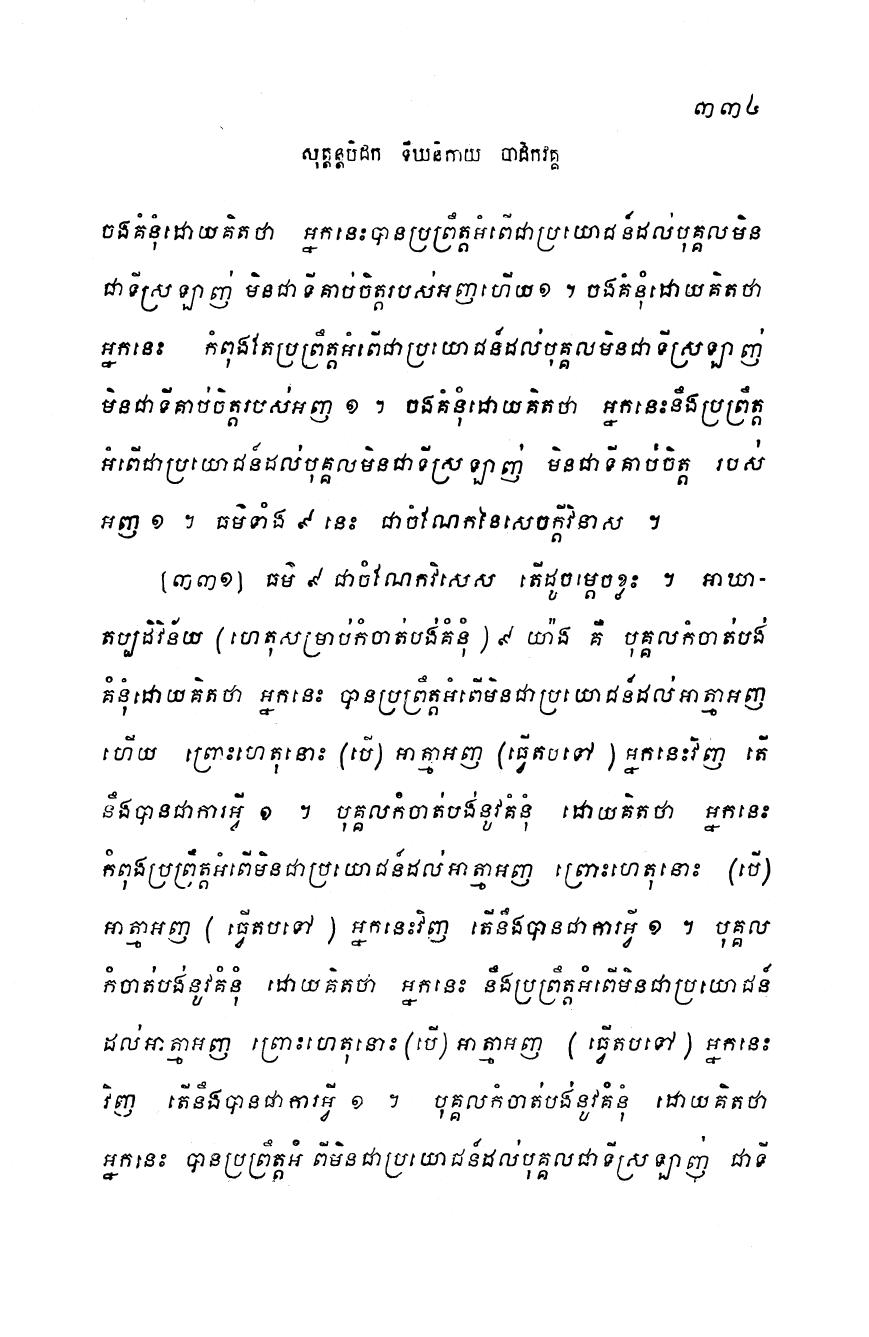 ៣៣៤
សុត្តន្តបិដក ទីឃនិកាយ បាដិកវគ្គ
ចងគំនុំដោយគិតថា អ្នកនេះបានប្រព្រឹត្តអំពើជាប្រយោជន៍ដល់បុគ្គលមិន
ជាទីស្រឡាញ់ មិនជាទីគាប់ចិត្តរបស់អញហើយ១ ។ ចងគំនុំដោយគិតថា
អ្នកនេះ កំពុងតែប្រព្រឹត្តអំពើជាប្រយោជន៍ដល់បុគ្គលមិនជាទីស្រឡាញ់
មិនជាទីគាប់ចិត្តរបស់អញ ១ ។ ចងគំនុំដោយគិតថា អ្នកនេះនឹងប្រព្រឹត្ត
អំពើជាប្រយោជន៍ដល់បុគ្គលមិនជាទីស្រឡាញ់ មិនជាទីគាប់ចិត្ត របស់
អញ ១ ។ ធម៌ទាំង ៩ នេះ ជាចំណែកនៃសេចក្តីវិនាស ។
(៣៣១) ធម៌ ៩ ជាចំណែកវិសេស តើដូចម្តេចខ្លះ ។ អាឃា-
តប្បដិវិន័យ (ហេតុសម្រាប់កំចាត់បង់គំនុំ ) ៩ យ៉ាង គឺ បុគ្គលកំចាត់បង់
គំនុំដោយគិតថា អ្នកនេះ បានប្រព្រឹត្តអំពើមិនជាប្រយោជន៍ដល់អាត្មាអញ
ហើយ ព្រោះហេតុនោះ (បើ) អាត្មាអញ (ធ្វើតបទៅ ) អ្នកនេះវិញ តើ
នឹងបានជាការអ្វី ១ ។ បុគ្គលកំចាត់បង់នូវគំនុំ ដោយគិតថា អ្នកនេះ
កំពុងប្រព្រឹត្តអំពើមិនជាប្រយោជន៍ដល់អាត្មាអញ ព្រោះហេតុនោះ (បើ)
អាត្មាអញ ( ធ្វើតបទៅ ) អ្នកនេះវិញ តើនឹងបានជាការអ្វី ១ ។ បុគ្គល
កំចាត់បង់នូវគំនុំ ដោយគិតថា អ្នកនេះ នឹងប្រព្រឹត្តអំពើមិនជាប្រយោជន៍
ដល់អាត្មាអញ ព្រោះហេតុនោះ (បើ) អាត្មាអញ ( ធ្វើតបទៅ ) អ្នកនេះ
វិញ តើនឹងបានជាការអ្វី ១ ។ បុគ្គលកំចាត់បង់នូវគំនុំ ដោយគិតថា
អ្នកនេះ បានប្រព្រឹត្តអំ ពើមិនជាប្រយោជន៍ដល់បុគ្គលជាទីស្រឡាញ់ ជាទី